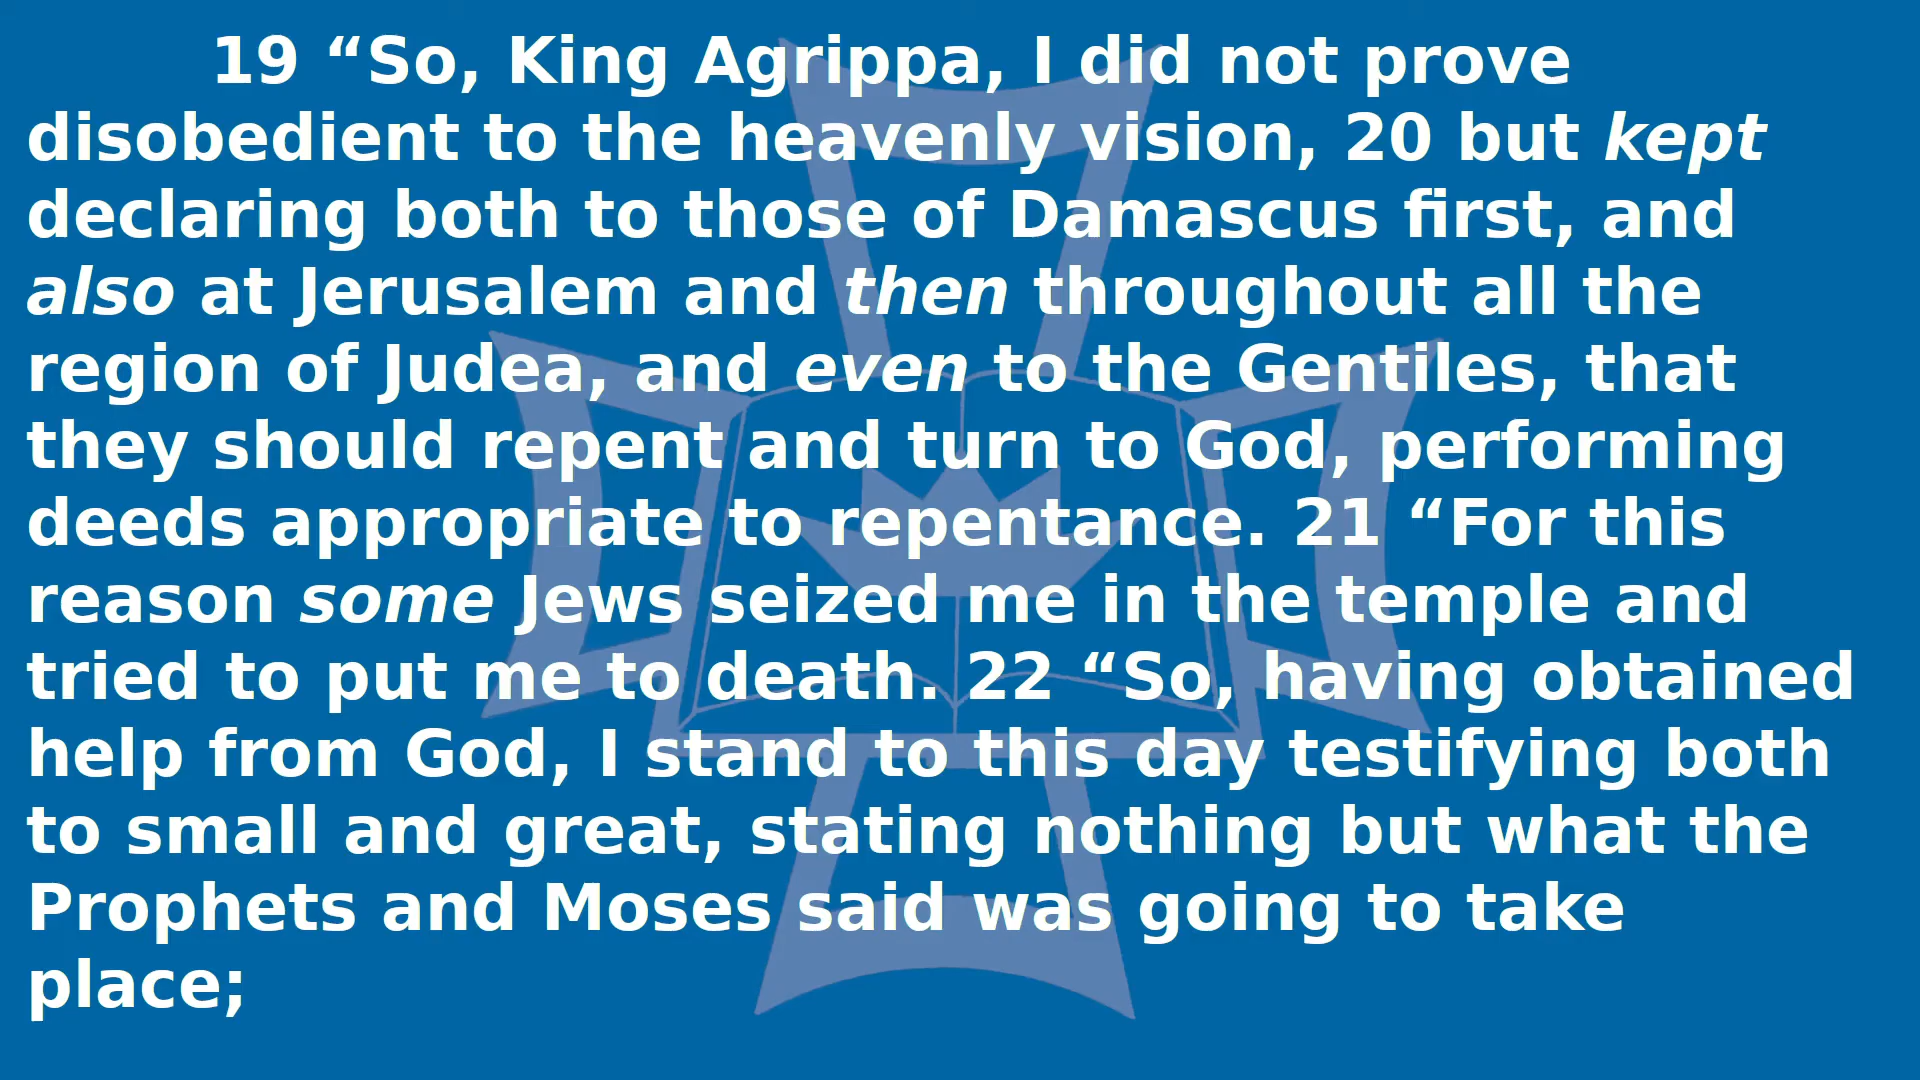 19 “So, King Agrippa, I did not prove
disobedient to the heavenly vision, 20 but kept
declaring both to those of Damascus first, and
also at Jerusalem and then throughout all the
region of Judea, and even to the Gentiles, that
they should repent and turn to God, performing
deeds appropriate to repentance. 21 “For this
reason some Jews seized me in the temple and
tried to put me to death. 22 “So, having obtained
help from God, I stand to this day testifying both
to small and great, stating nothing but what the
Prophets and Moses said was going to take
place;